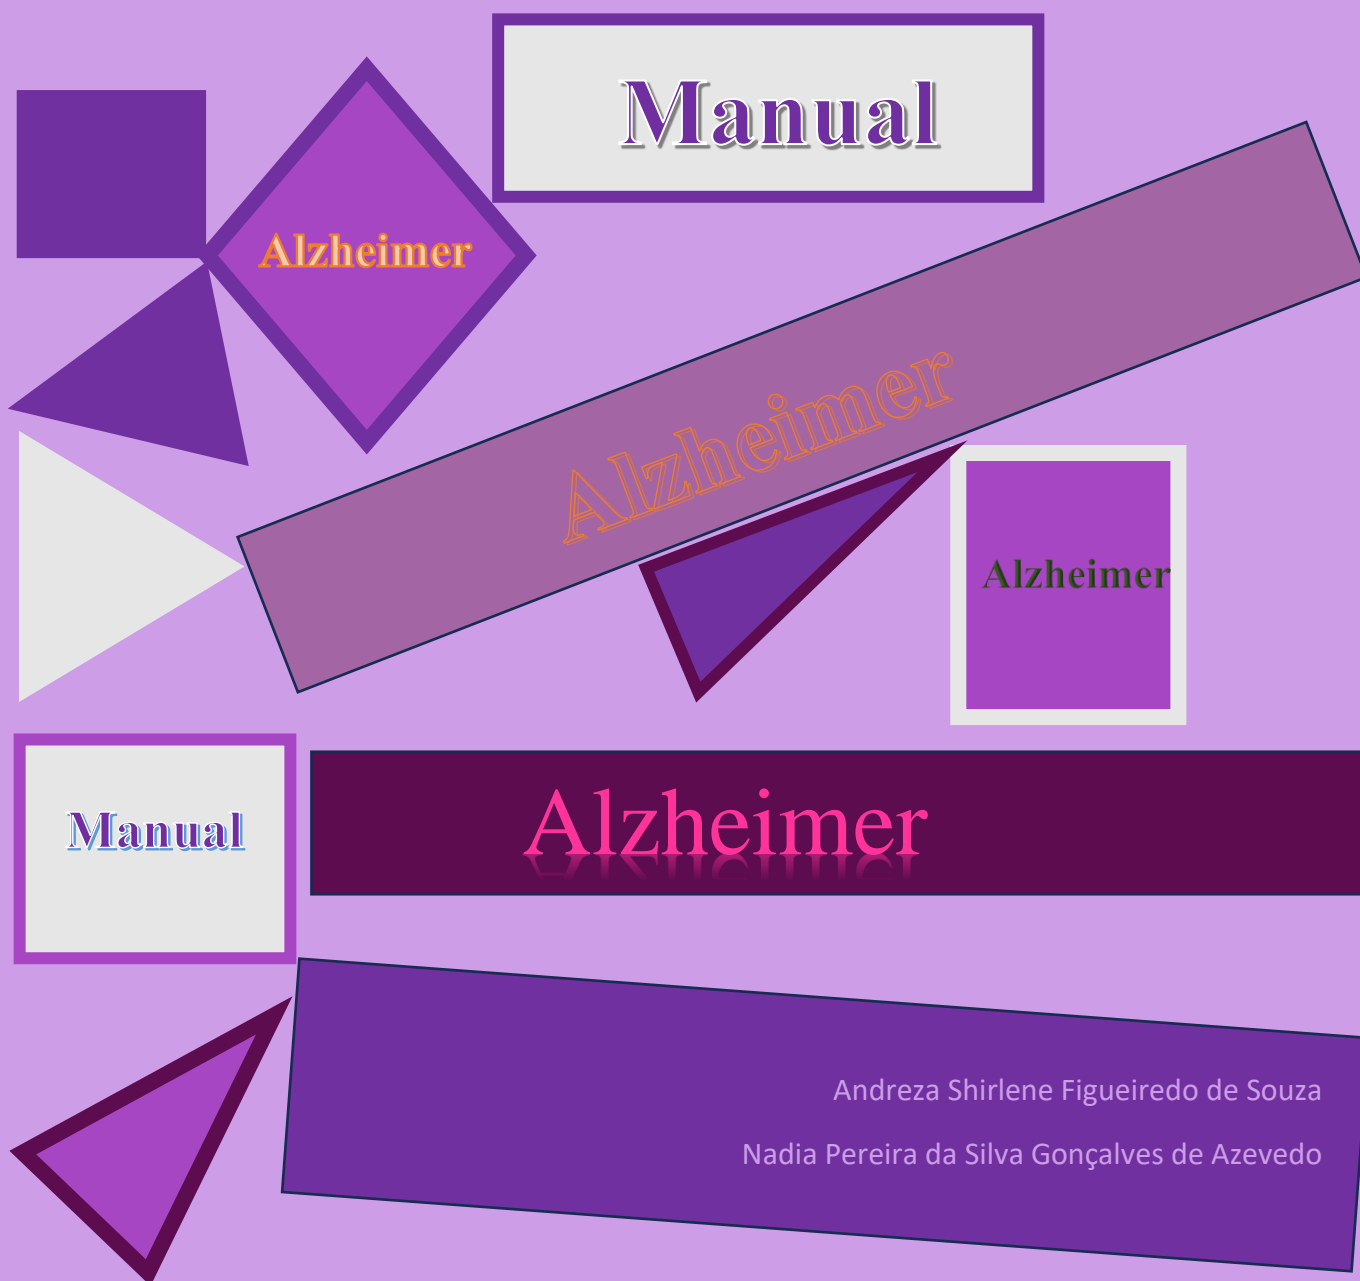 Manual
Alzheimer
Alzheimer
Alzheimer
Manual
Alzheimer
Andreza Shirlene Figueiredo de Souza
Nadia Pereira da Silva Gonçalves de Azevedo